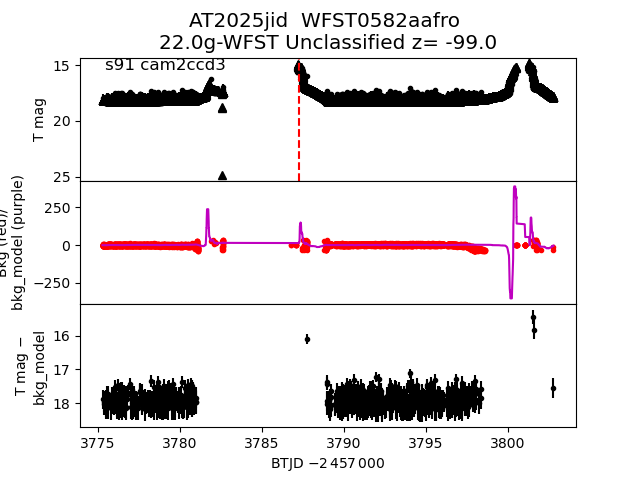 AT2025jid  WFST0582aafro
22.0g-WFST Unclassified z= -99.0
s91 cam2ccd3
15
20
25
T mag
250
0
−250
Bkg (red)/
bkg_model (purple)
16
17
18
T mag −
bkg_model
3775 3780 3785 3790 3795 3800
BTJD −2 457 000